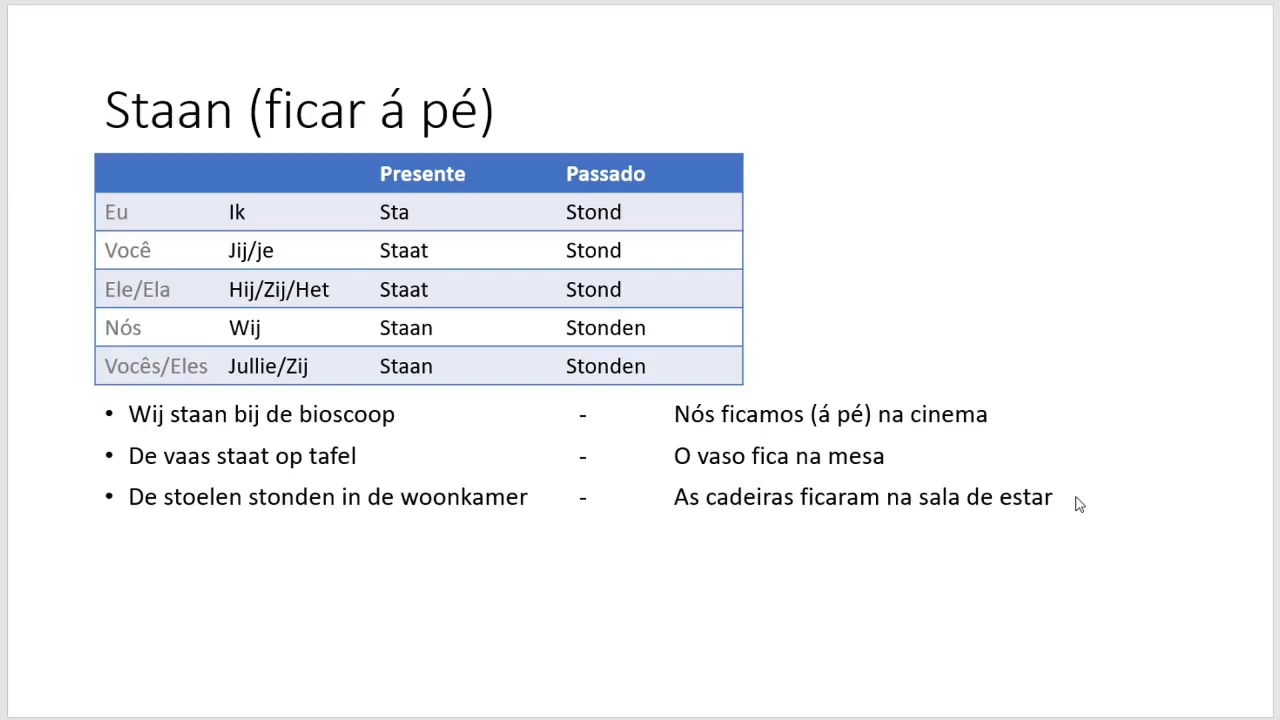 Staan (ficar á pé)
Presente Passado
Eu Ik Sta Stond
Você Jij/je Staat Stond
Ele/Ela Hij/Zij/Het Staat Stond
Nós Wij Staan Stonden
Vocês/Eles Jullie/Zij Staan Stonden
• Wij staan bij de bioscoop - Nós ficamos (á pé) na cinema
• De vaas staat op tafel - O vaso fica na mesa
• De stoelen stonden in de woonkamer - As cadeiras ficaram na sala de estar